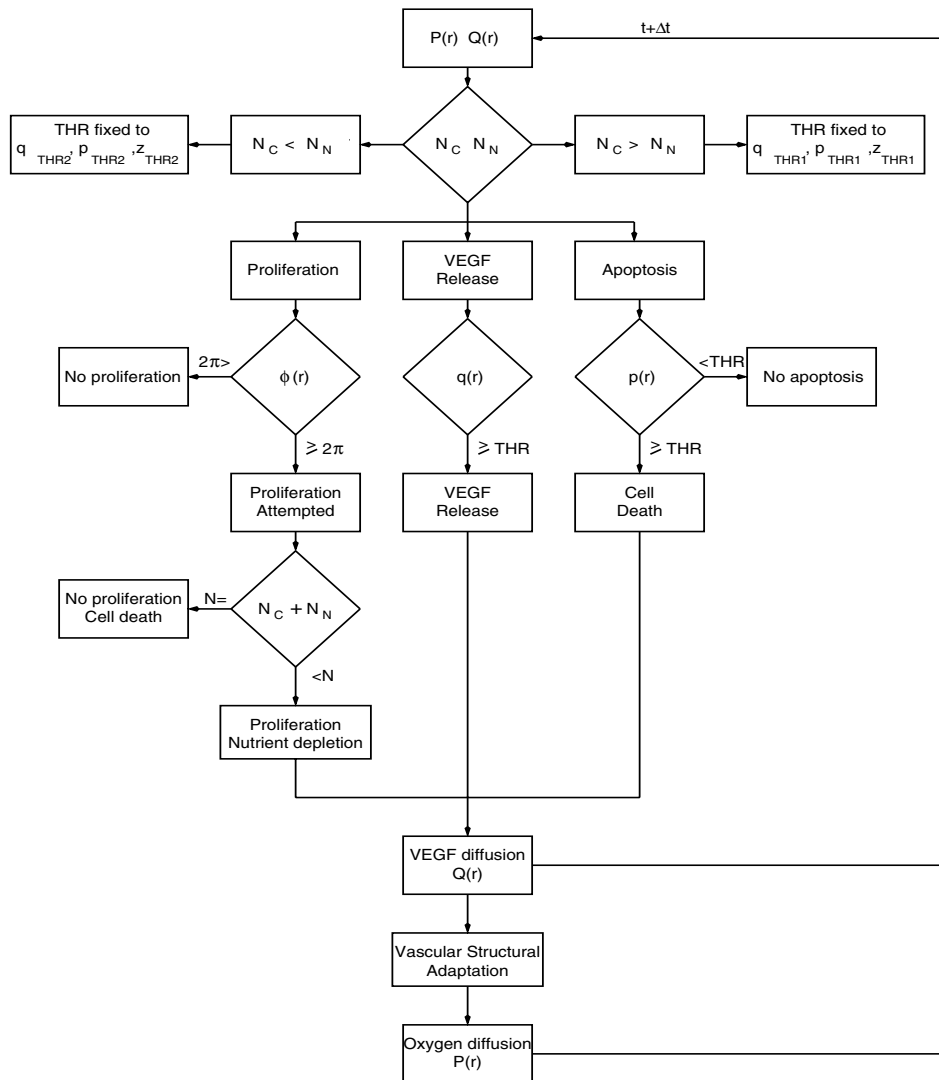 t+Δt
P(r) Q(r)
THR fixed to
q THR2, p THR2 ,z THR2
N C < N N
N C N N
N C > N N
THR fixed to
q THR1, p THR1 ,z THR1
Proliferation
VEGF
Release
Apoptosis
No proliferation
2π>
ϕ(r)
q(r)
p(r)
<THR
No apoptosis
≥ 2π
≥ THR
≥ THR
Proliferation
Attempted
VEGF
Release
Cell
Death
No proliferation
Cell death
N=
N C + N N
<N
Proliferation
Nutrient depletion
VEGF diffusion
Q(r)
Vascular Structural
Adaptation
Oxygen diffusion
P(r)